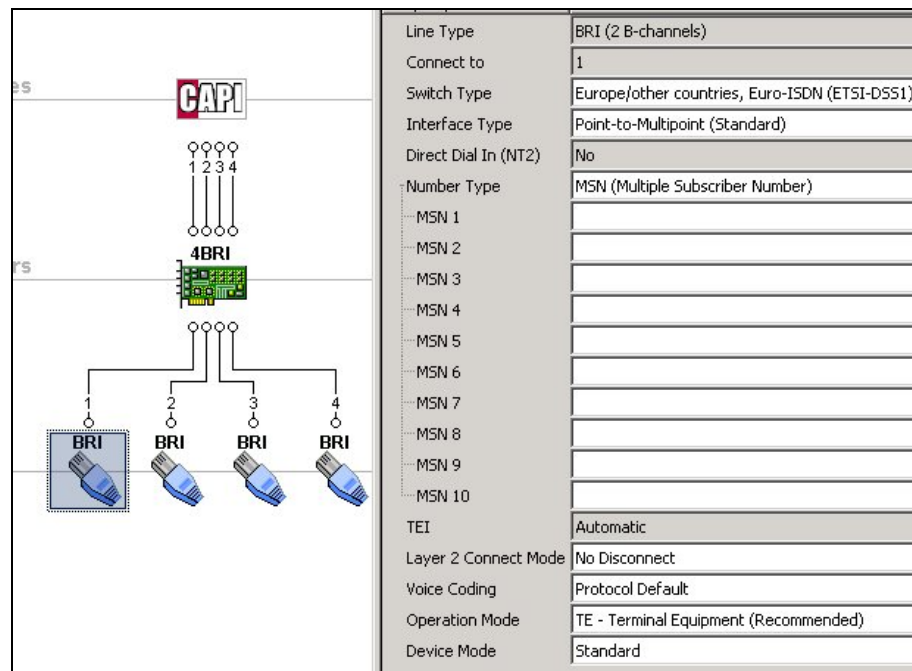 es
CAPI
1 2 3 4
rs
4BRI
1 2 3 4
BRI BRI BRI BRI
Line Type BRI (2 B-channels)
Connect to 1
Switch Type Europe/other countries, Euro-ISDN (ETSI-DSS1)
Interface Type Point-to-Multipoint (Standard)
Direct Dial In (NT2) No
Number Type MSN (Multiple Subscriber Number)
MSN 1
MSN 2
MSN 3
MSN 4
MSN 5
MSN 6
MSN 7
MSN 8
MSN 9
MSN 10
TEI Automatic
Layer 2 Connect Mode No Disconnect
Voice Coding Protocol Default
Operation Mode TE - Terminal Equipment (Recommended)
Device Mode Standard